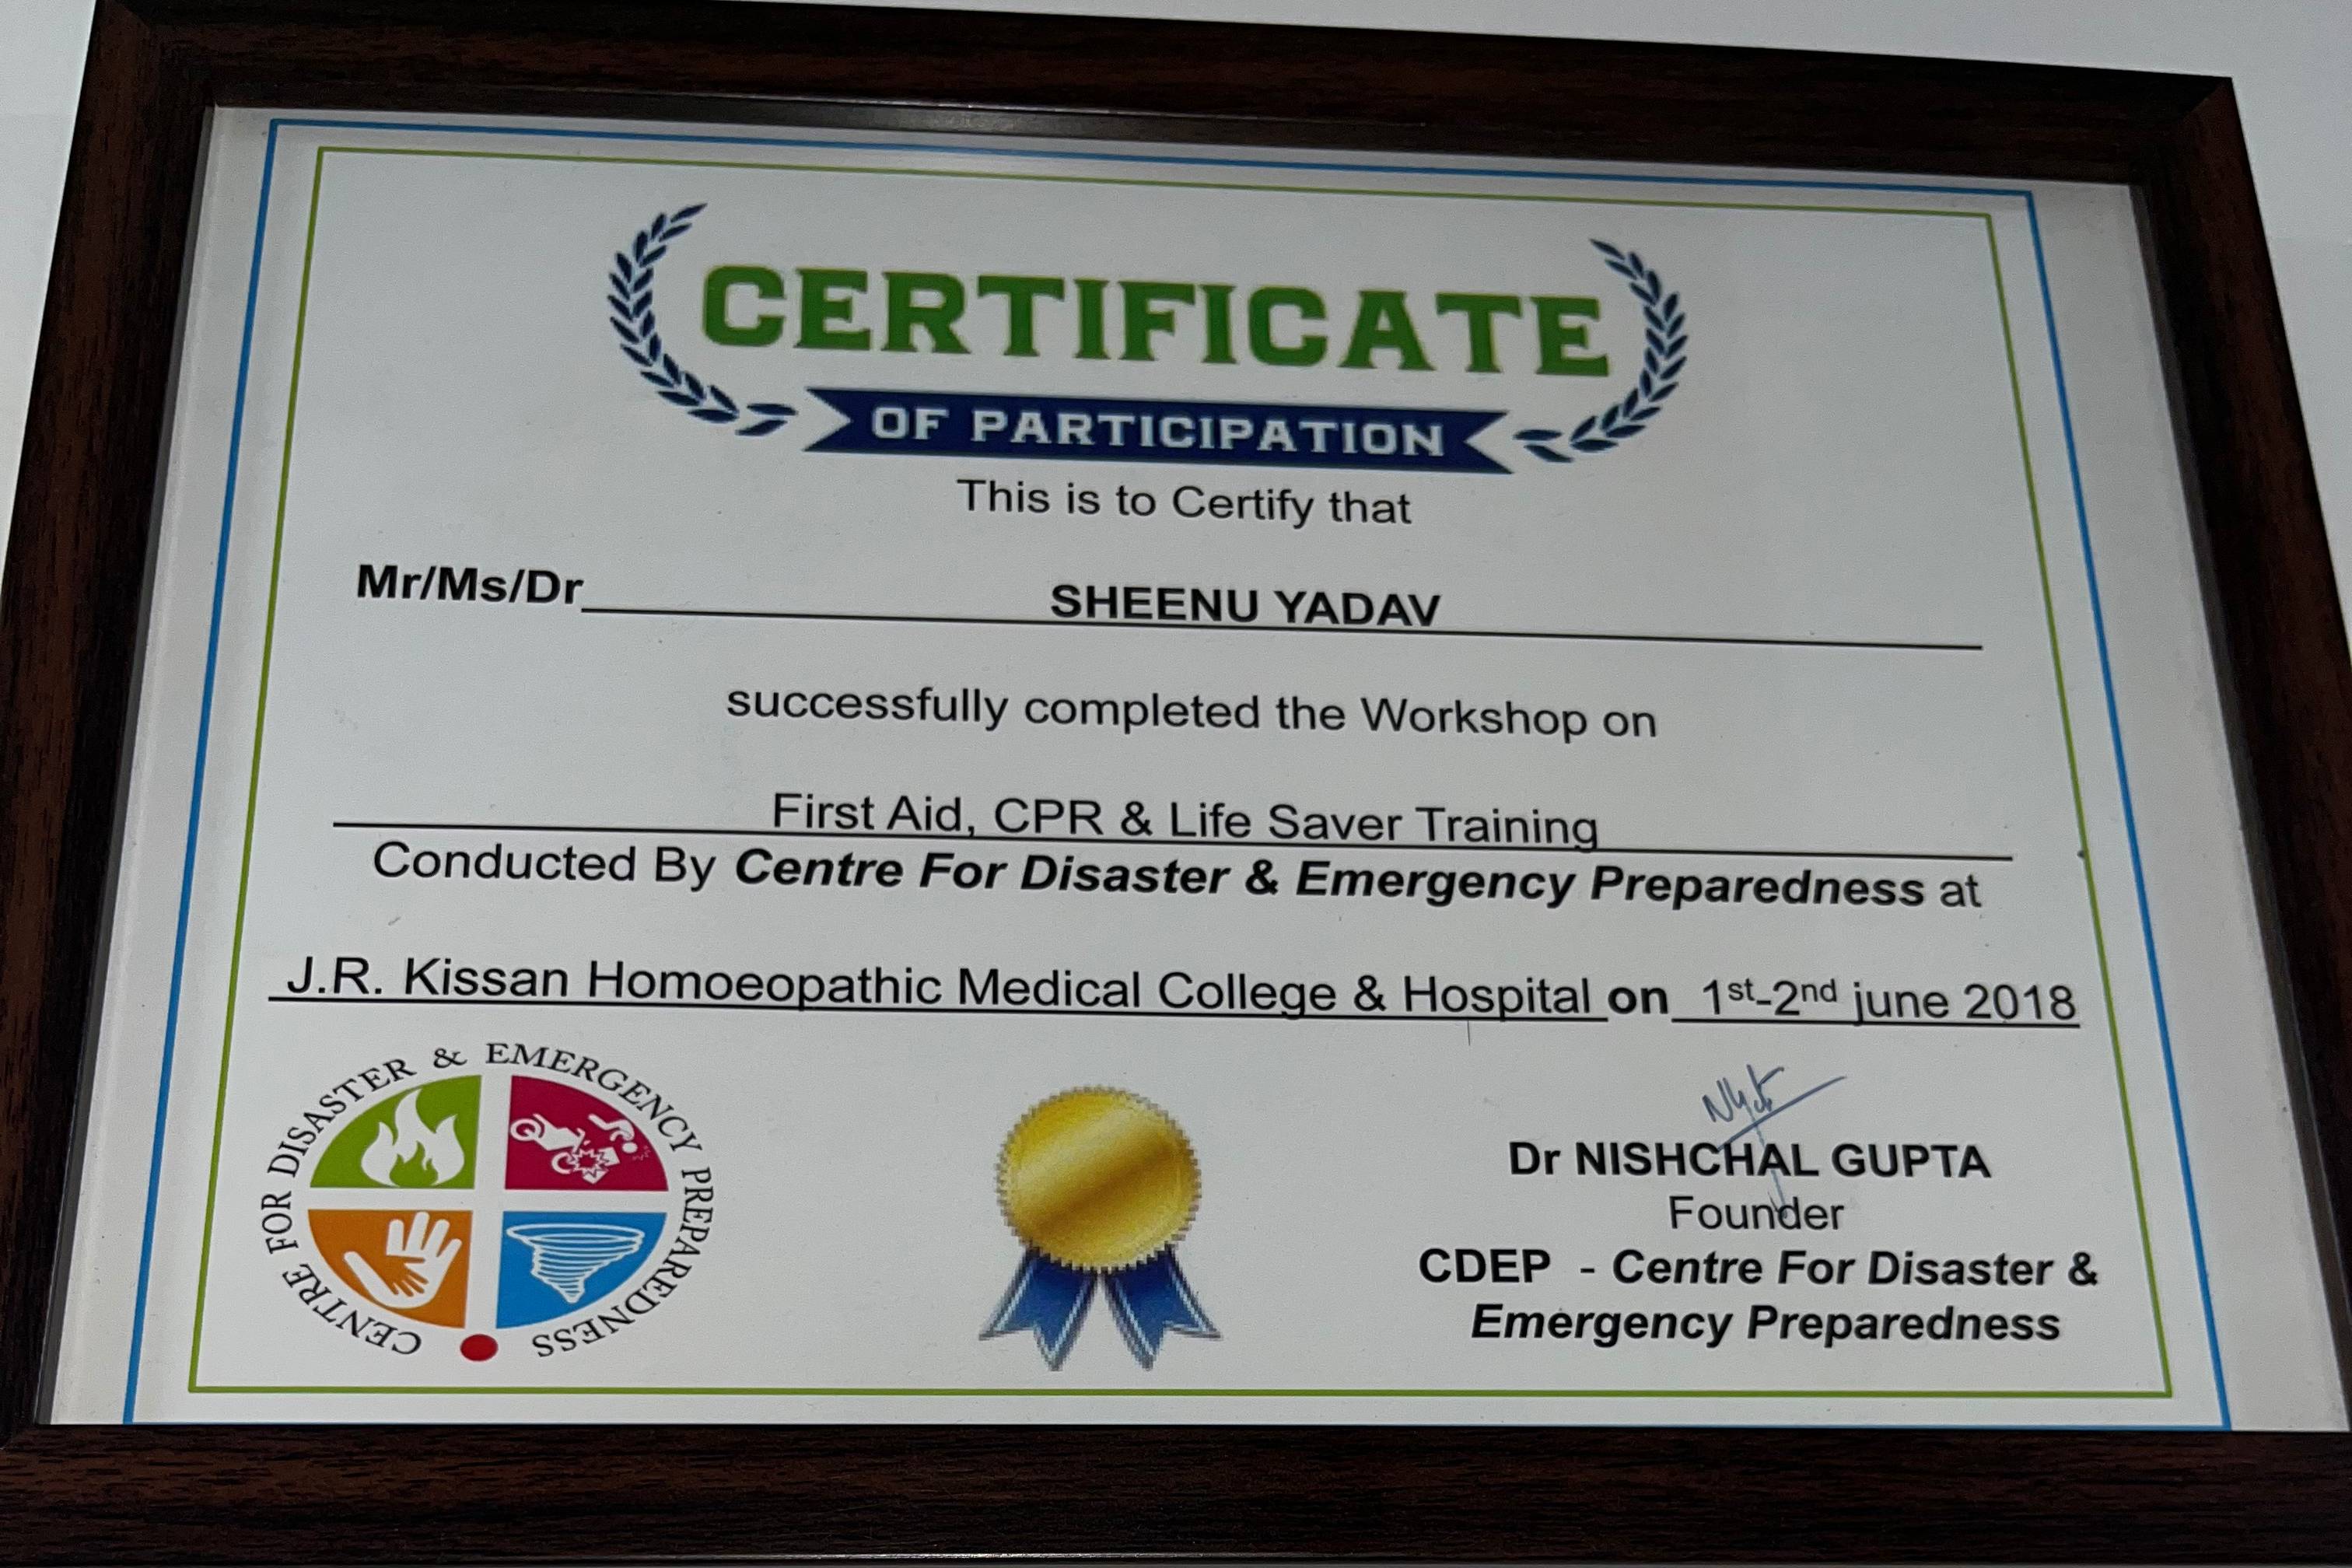 CERTIFICATE
OF PARTICIPATION
This is to Certify that
Mr/Ms/Dr SHEENU YADAV
successfully completed the Workshop on
First Aid, CPR & Life Saver Training
Conducted By Centre For Disaster & Emergency Preparedness at
J.R. Kissan Homoeopathic Medical College & Hospital on 1st-2nd june 2018
CENTRE FOR DISASTER & EMERGENCY PREPAREDNESS
Dr NISHCHAL GUPTA
Founder
CDEP - Centre For Disaster &
Emergency Preparedness